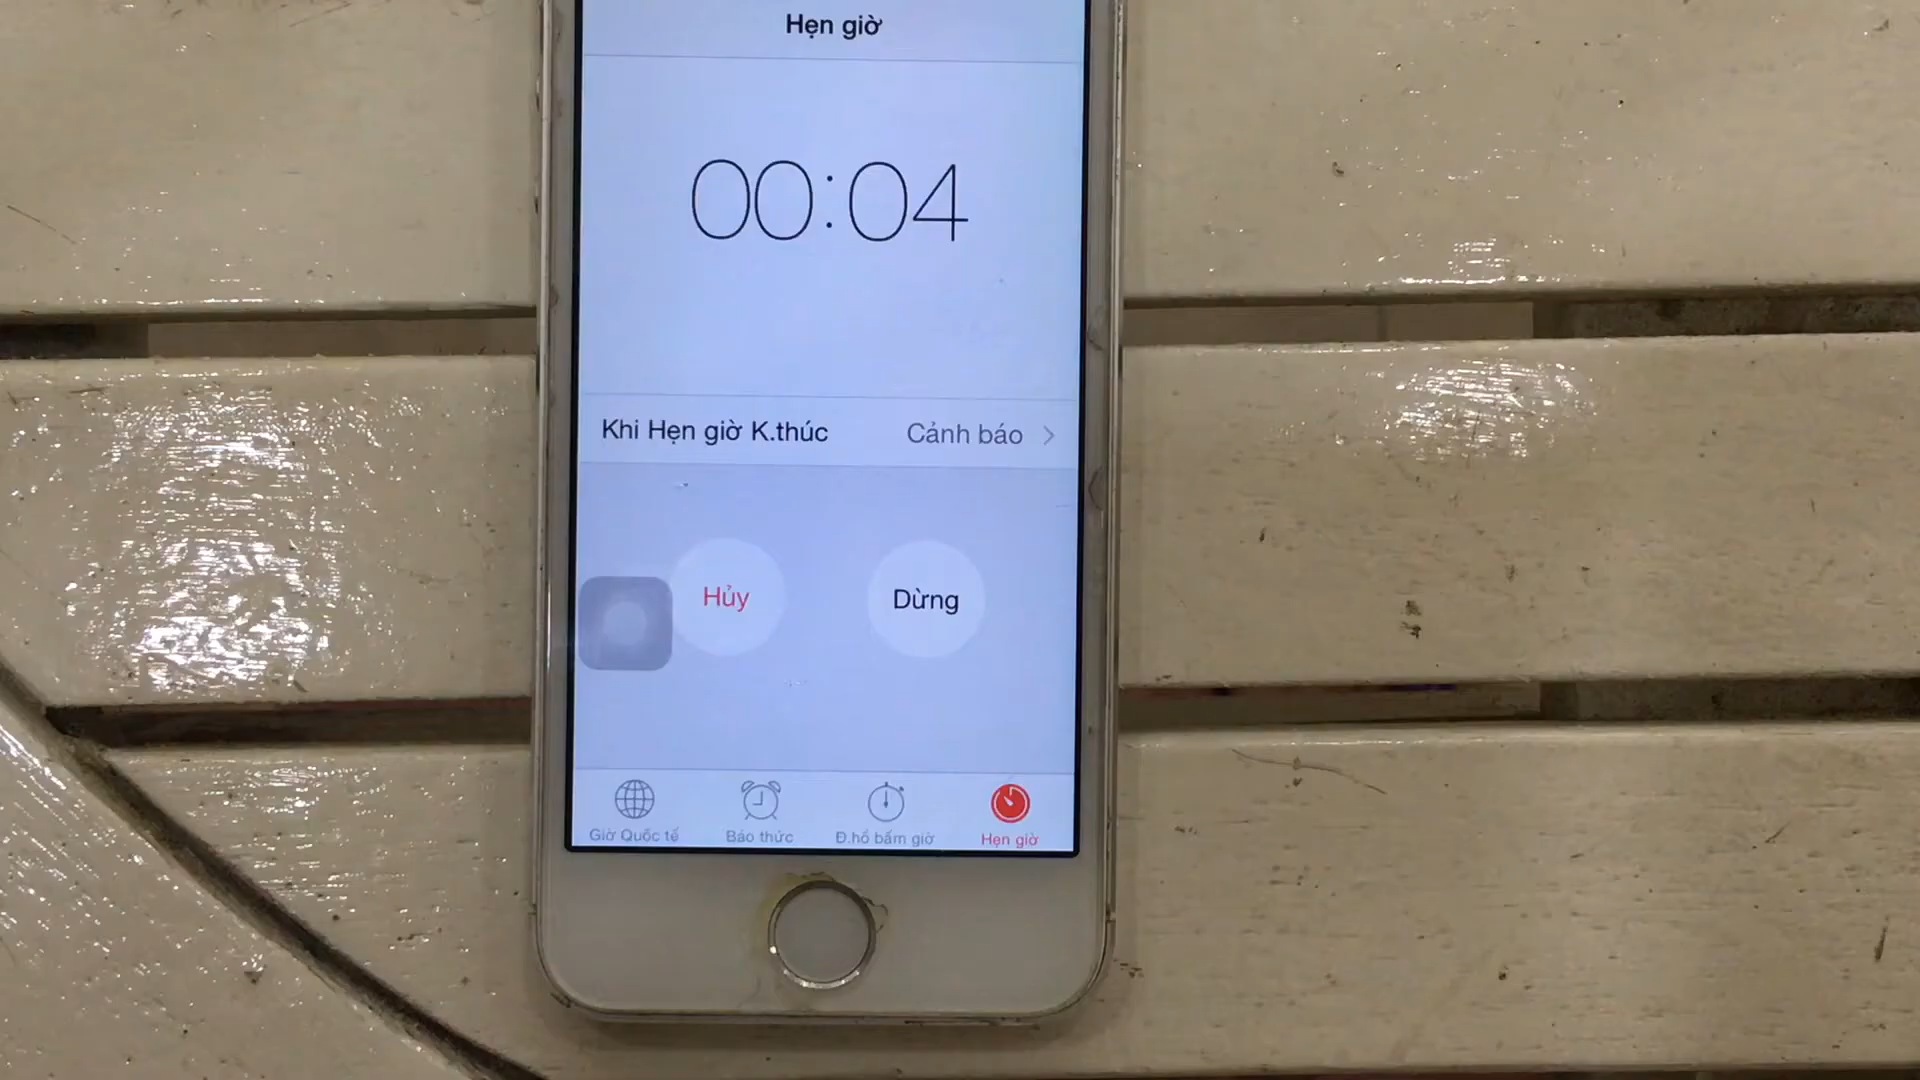 Hẹn giờ
00:04
Khi Hẹn giờ K.thúc Cảnh báo
Hủy Dừng
Giờ Quốc tế Báo thức Đ.hồ bấm giờ Hẹn giờ